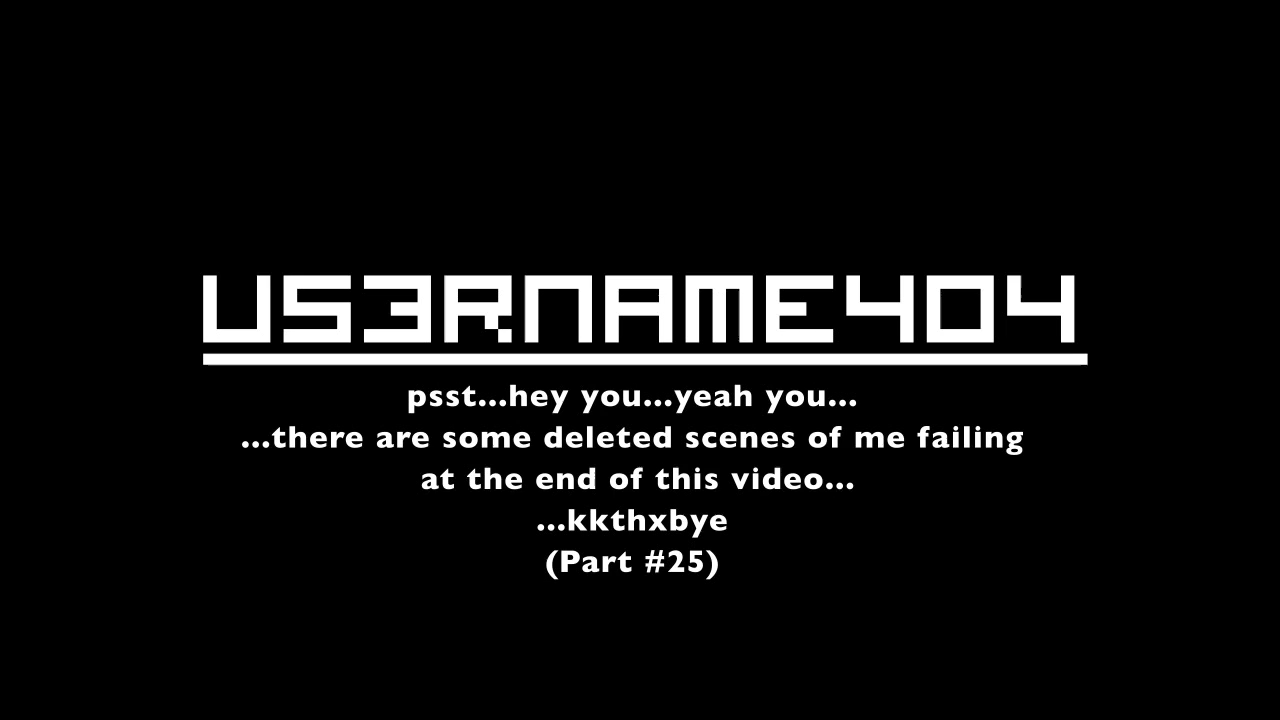 US3RNAME404
psst...hey you...yeah you...
...there are some deleted scenes of me failing
at the end of this video...
...kkthxbye
(Part #25)